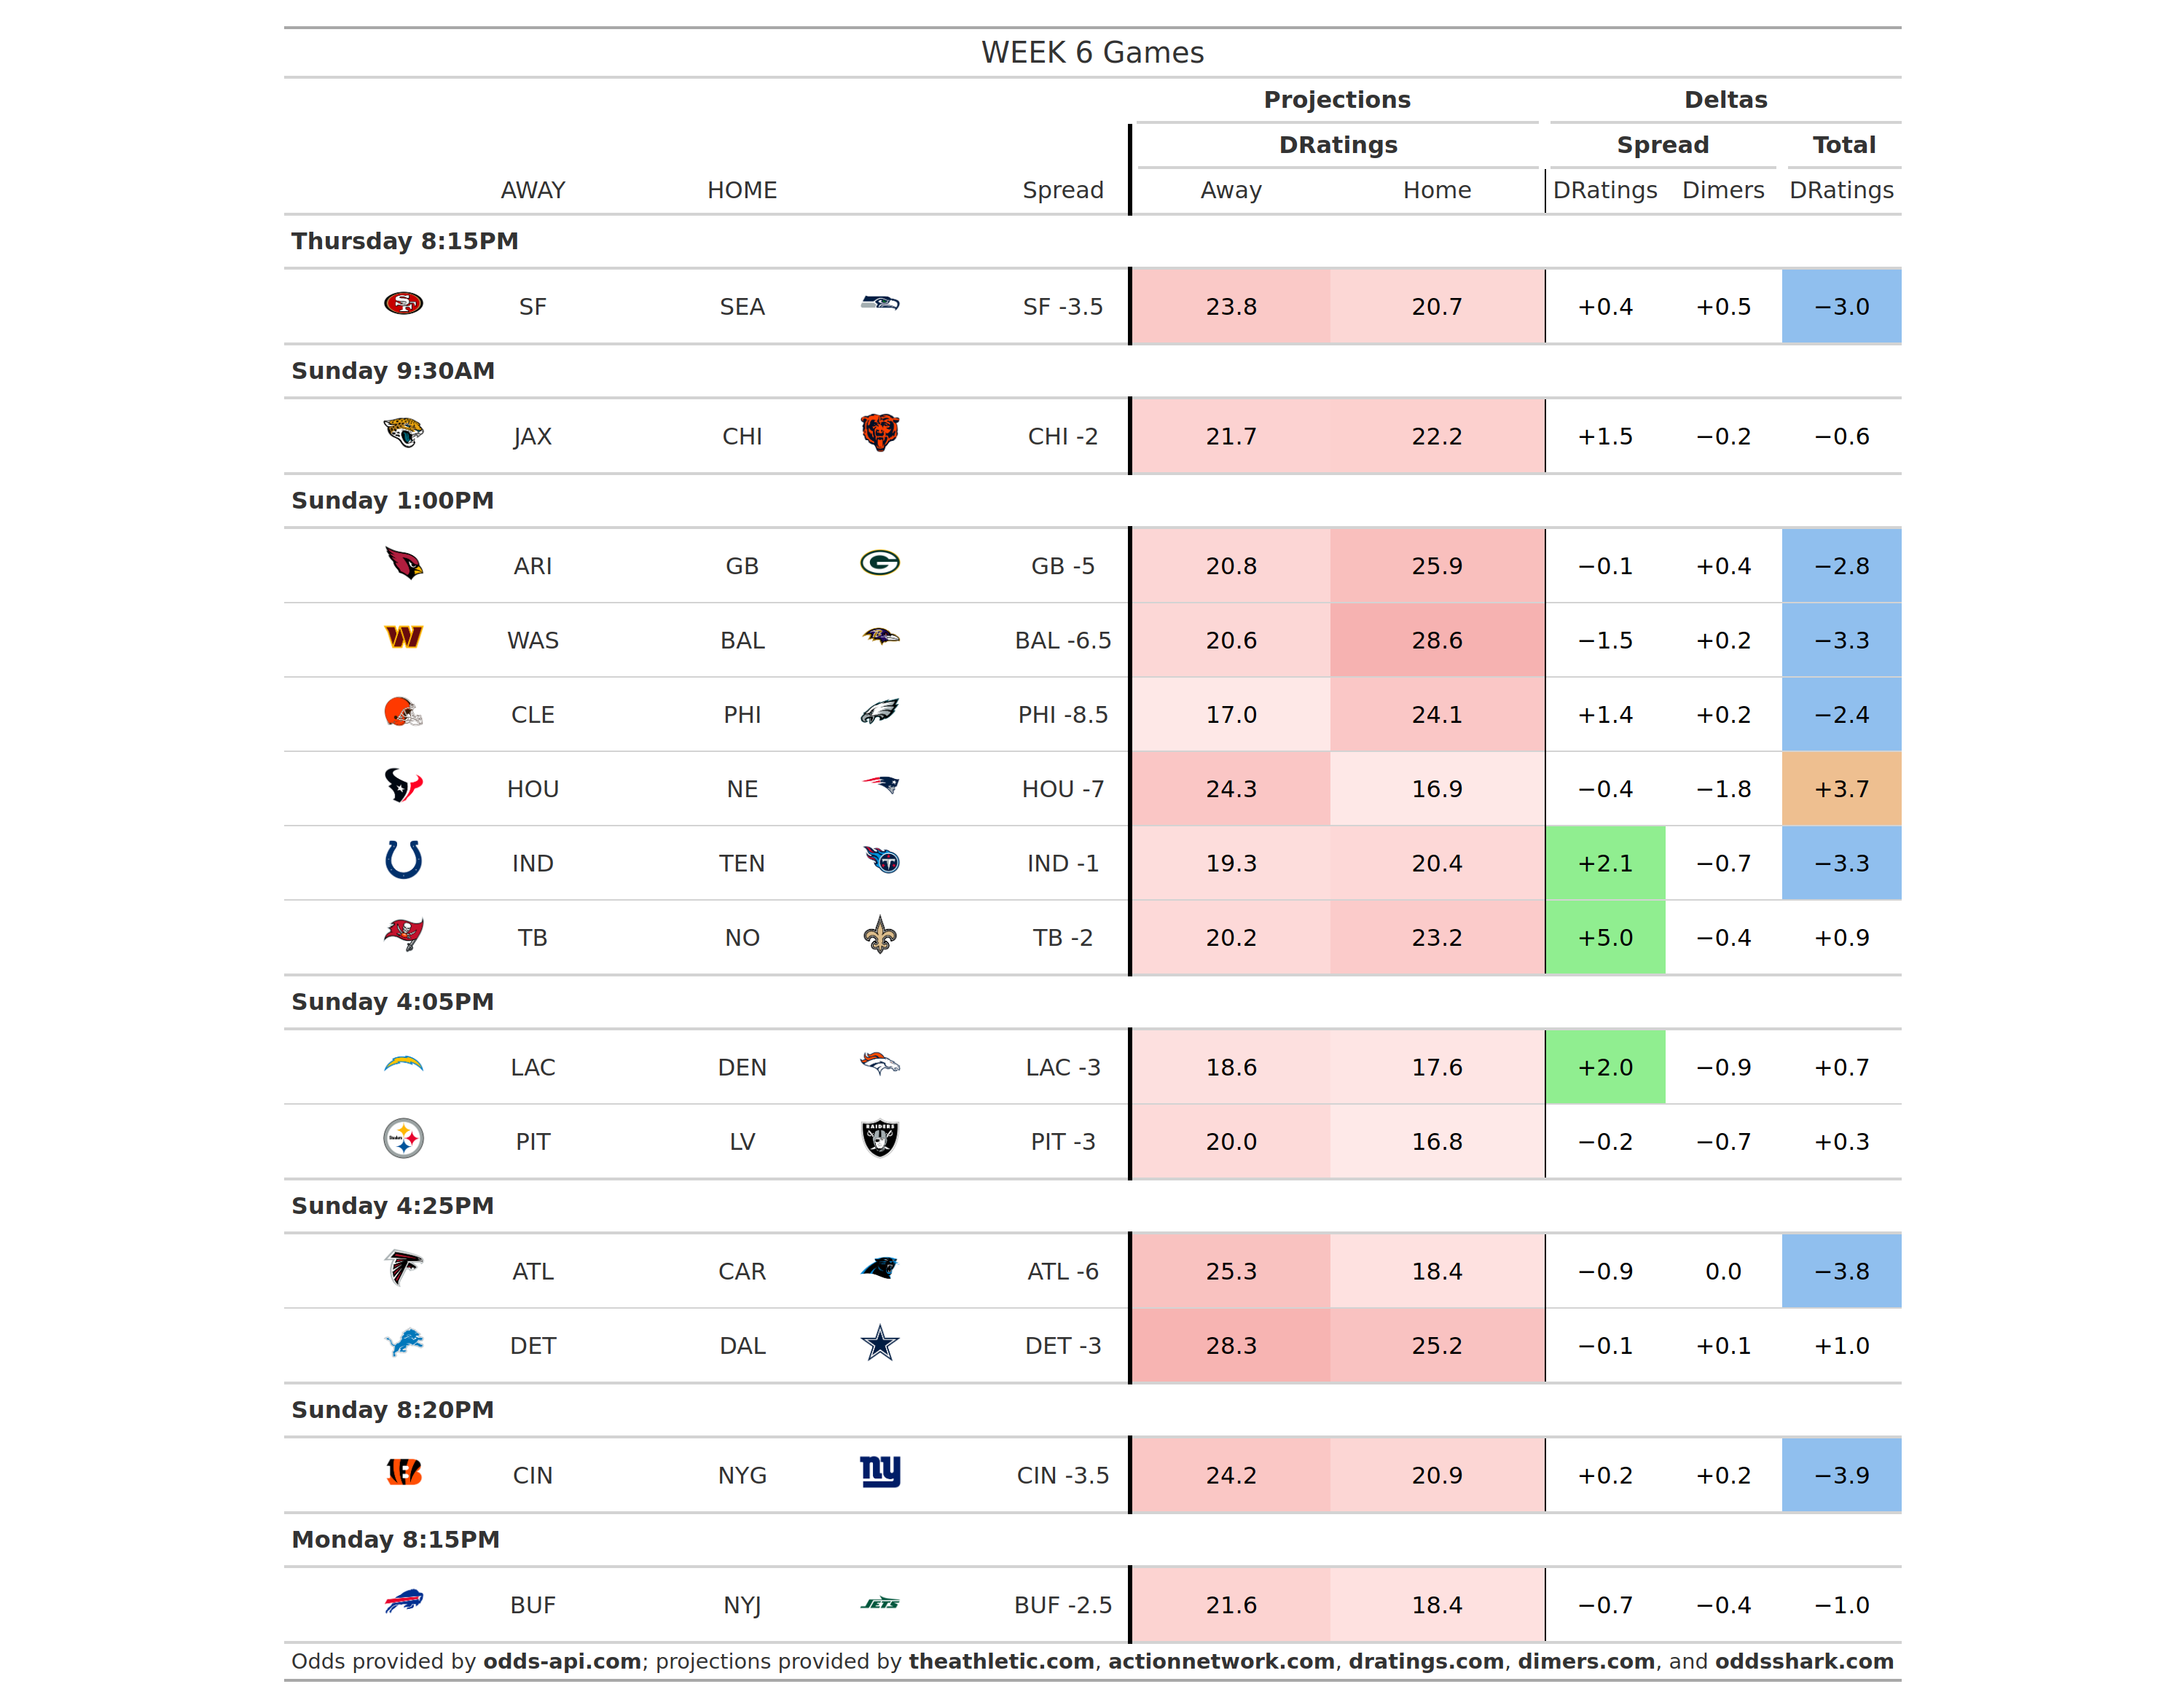 WEEK 6 Games
Projections Deltas
DRatings Spread Total
AWAY HOME Spread Away Home DRatings Dimers DRatings
Thursday 8:15PM
SF SEA SF -3.5 23.8 20.7 +0.4 +0.5 −3.0
Sunday 9:30AM
JAX CHI CHI -2 21.7 22.2 +1.5 −0.2 −0.6
Sunday 1:00PM
ARI GB GB -5 20.8 25.9 −0.1 +0.4 −2.8
WAS BAL BAL -6.5 20.6 28.6 −1.5 +0.2 −3.3
CLE PHI PHI -8.5 17.0 24.1 +1.4 +0.2 −2.4
HOU NE HOU -7 24.3 16.9 −0.4 −1.8 +3.7
IND TEN IND -1 19.3 20.4 +2.1 −0.7 −3.3
TB NO TB -2 20.2 23.2 +5.0 −0.4 +0.9
Sunday 4:05PM
LAC DEN LAC -3 18.6 17.6 +2.0 −0.9 +0.7
PIT LV PIT -3 20.0 16.8 −0.2 −0.7 +0.3
Sunday 4:25PM
ATL CAR ATL -6 25.3 18.4 −0.9 0.0 −3.8
DET DAL DET -3 28.3 25.2 −0.1 +0.1 +1.0
Sunday 8:20PM
CIN NYG ny CIN -3.5 24.2 20.9 +0.2 +0.2 −3.9
Monday 8:15PM
BUF NYJ JETS BUF -2.5 21.6 18.4 −0.7 −0.4 −1.0
Odds provided by odds-api.com; projections provided by theathletic.com, actionnetwork.com, dratings.com, dimers.com, and oddsshark.com